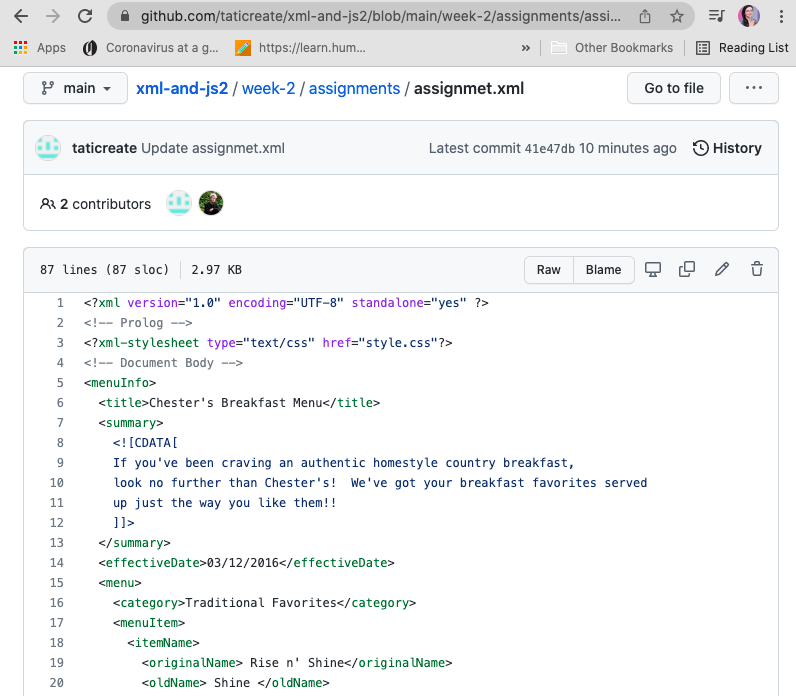 github.com/taticreate/xml-and-js2/blob/main/week-2/assignments/assi...
Apps Coronavirus at a g... https://learn.hum... » Other Bookmarks Reading List
main xml-and-js2 / week-2 / assignments / assignmet.xml Go to file ...
taticreate Update assignmet.xml Latest commit 41e47db 10 minutes ago History
2 contributors
87 lines (87 sloc) 2.97 KB Raw Blame
1 <?xml version="1.0" encoding="UTF-8" standalone="yes" ?>
2 <!-- Prolog -->
3 <?xml-stylesheet type="text/css" href="style.css"?>
4 <!-- Document Body -->
5 <menuInfo>
6 <title>Chester's Breakfast Menu</title>
7 <summary>
8 <![CDATA[
9 If you've been craving an authentic homestyle country breakfast,
10 look no further than Chester's!  We've got your breakfast favorites served
11 up just the way you like them!!
12 ]]>
13 </summary>
14 <effectiveDate>03/12/2016</effectiveDate>
15 <menu>
16 <category>Traditional Favorites</category>
17 <menuItem>
18 <itemName>
19 <originalName> Rise n' Shine</originalName>
20 <oldName> Shine </oldName>